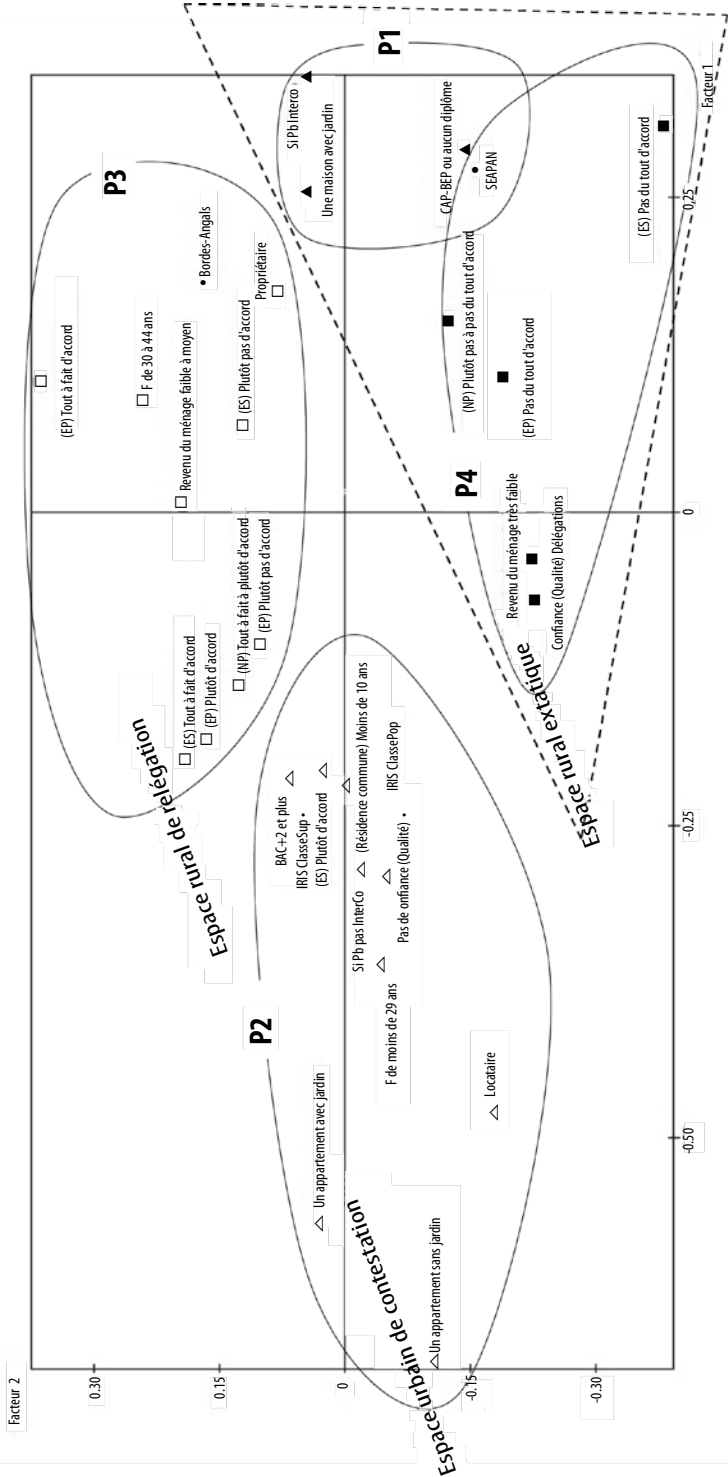 Facteur 2
0.30
0.15
0
-0.15
-0.30
-0.50
-0.25
0
0,25
Facteur 1
P3
(EP) Tout à fait d'accord
F de 30 à 44 ans
• Bordes-Angals
Revenu du ménage faible à moyen
Propriétaire
(ES) Plutôt pas d'accord
(ES) Tout à fait d'accord
(EP) Plutôt d'accord
(NP) Tout à fait à plutôt d'accord
(EP) Plutôt pas d'accord
Espace rural de relégation
P2
BAC+2 et plus
IRIS ClasseSup •
(ES) Plutôt d'accord
(Résidence commune) Moins de 10 ans
Si Pb pas InterCo
IRIS ClassePop
Pas de onfiance (Qualité) •
F de moins de 29 ans
Un appartement avec jardin
Locataire
Un appartement sans jardin
Espace urbain de contestation
P1
Si Pb Interco
Une maison avec jardin
CAP-BEP ou aucun diplôme
SEAPAN
P4
(NP) Plutôt pas à pas du tout d'accord
(EP) Pas du tout d'accord
(ES) Pas du tout d'accord
Revenu du ménage très faible
Confiance (Qualité) Délégations
Espace rural extatique